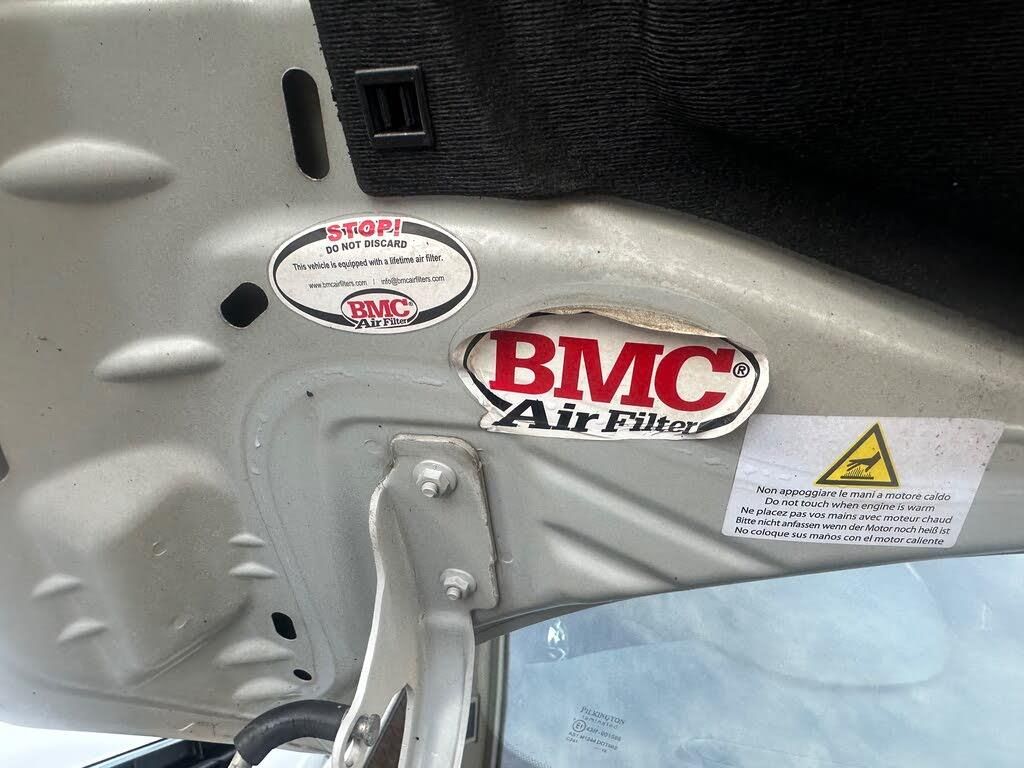 STOP!
DO NOT DISCARD
This vehicle is equipped with a lifetime air filter.
www.bmcairfilters.com | info@bmcairfilters.com
BMC®
Air Filter
BMC®
Air Filter
Non appoggiare le mani a motore caldo
Do not touch when engine is warm
Ne placez pas vos mains avec moteur chaud
Bitte nicht anfassen wenn der Motor noch heiß ist
No coloque sus maños con el motor caliente
PILKINGTON
laminated